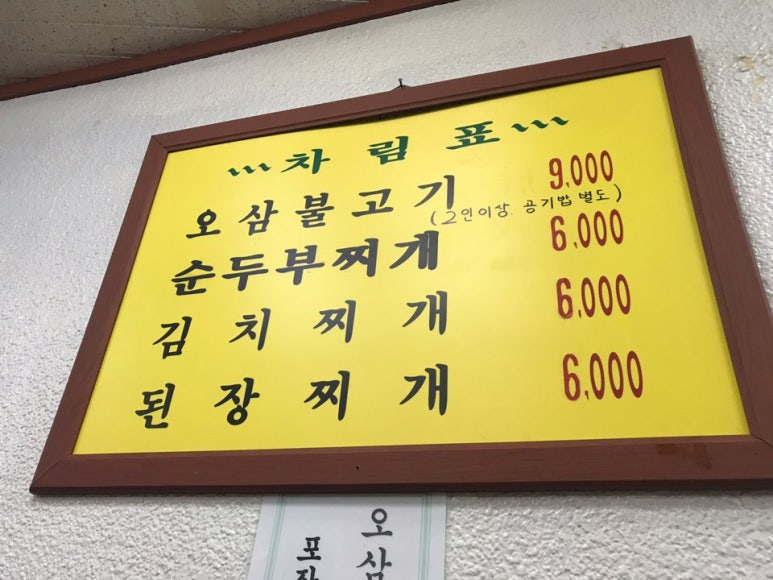 차림표
오삼불고기 9,000
(2인이상. 공기밥 별도)
순두부찌개 6,000
김치찌개 6,000
된장찌개 6,000
오삼
포장